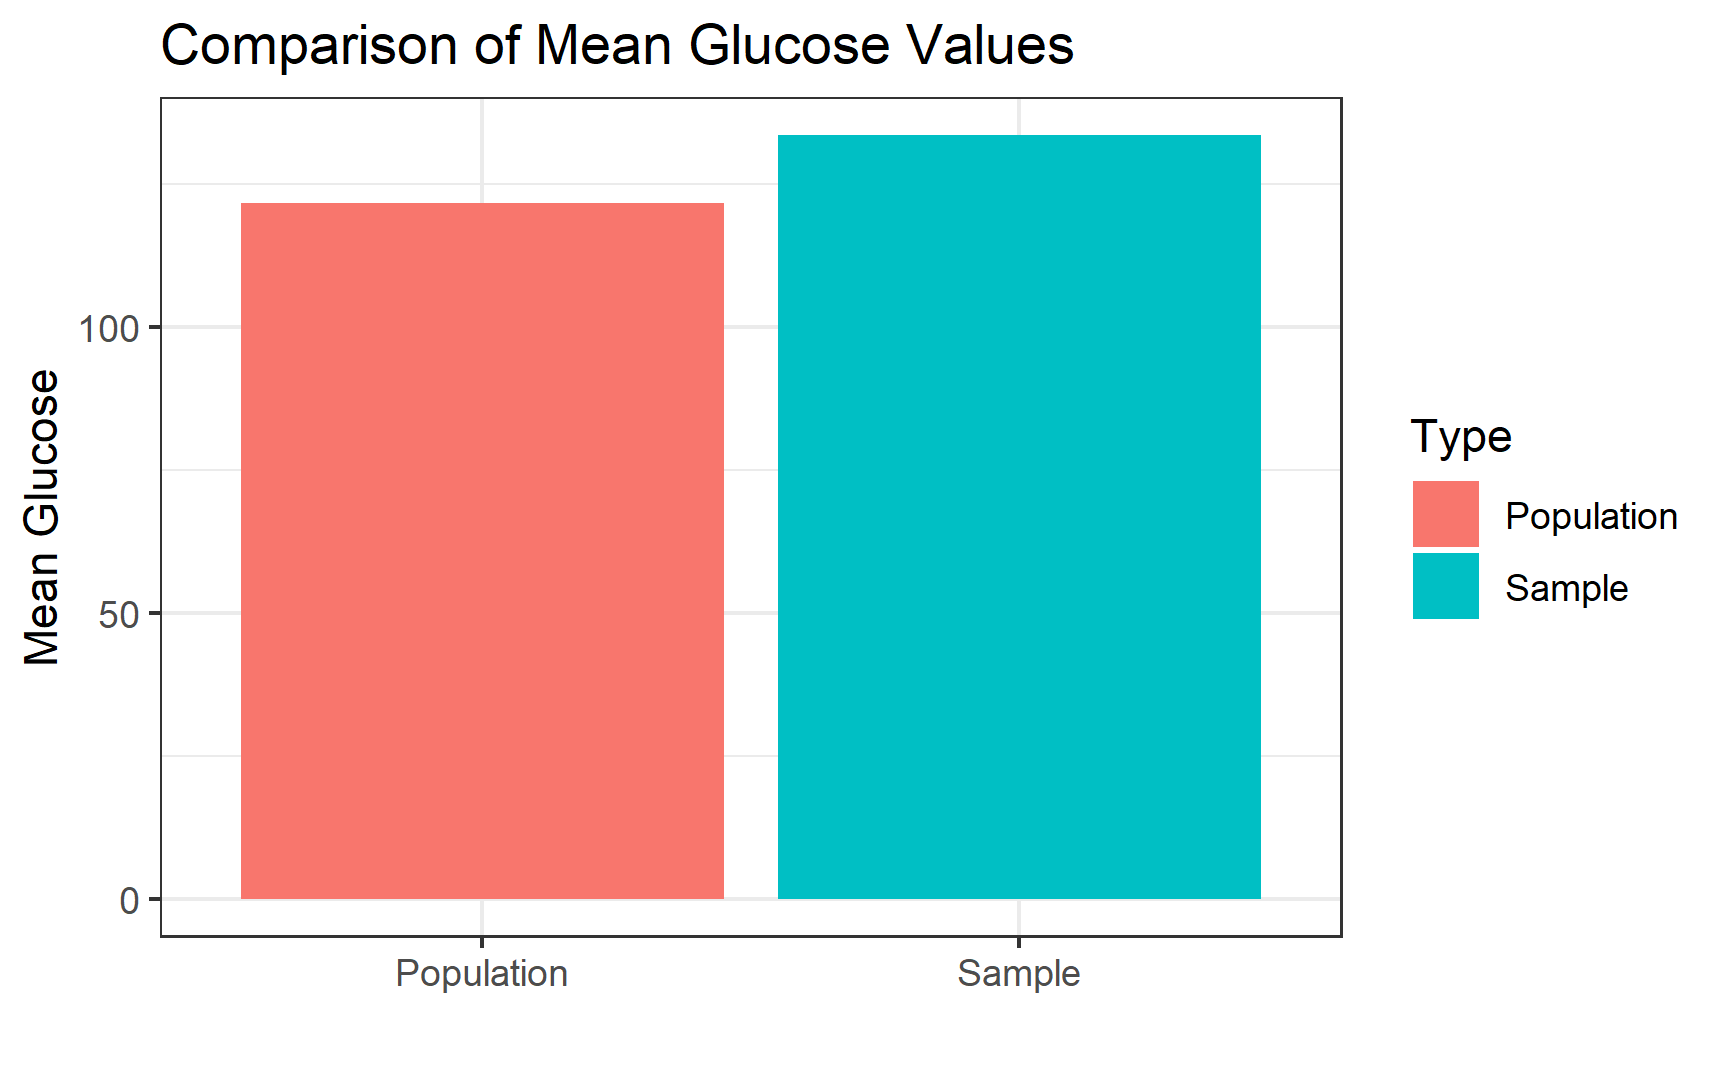 Comparison of Mean Glucose Values
Mean Glucose
100
50
0
Population
Sample
Type
Population
Sample